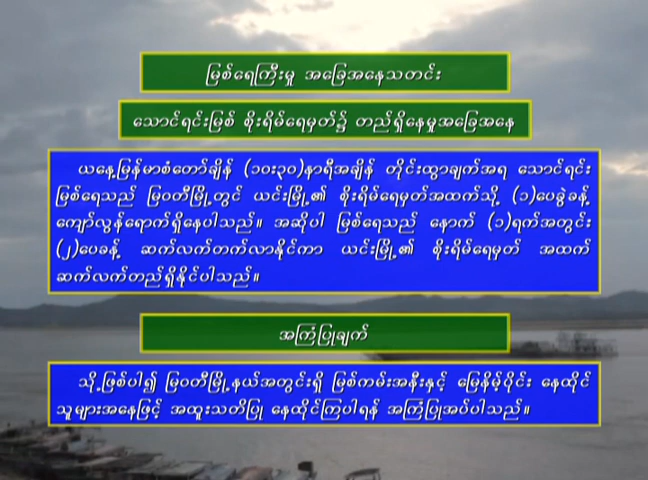 မြစ်ရေကြီးမှု အခြေအနေသတင်း
သောင်ရင်းမြစ် စိုးရိမ်ရေမှတ်၌ တည်ရှိနေမှုအခြေအနေ
ယနေ့မြန်မာစံတော်ချိန် (၁၀း၃၀)နာရီအချိန် တိုင်းထွာချက်အရ သောင်ရင်း
မြစ်ရေသည် မြဝတီမြို့တွင် ယင်းမြို့၏ စိုးရိမ်ရေမှတ်အထက်သို့ (၁)ပေခွဲခန့်
ကျော်လွန်ရောက်ရှိနေပါသည်။ အဆိုပါ မြစ်ရေသည် နောက် (၁)ရက်အတွင်း
(၂)ပေခန့် ဆက်လက်တက်လာနိုင်ကာ ယင်းမြို့၏ စိုးရိမ်ရေမှတ် အထက်
ဆက်လက်တည်ရှိနိုင်ပါသည်။
အကြံပြုချက်
သို့ဖြစ်ပါ၍ မြဝတီမြို့နယ်အတွင်းရှိ မြစ်ကမ်းအနီးနှင့် မြေနိမ့်ပိုင်း နေထိုင်
သူများအနေဖြင့် အထူးသတိပြု နေထိုင်ကြပါရန် အကြံပြုအပ်ပါသည်။